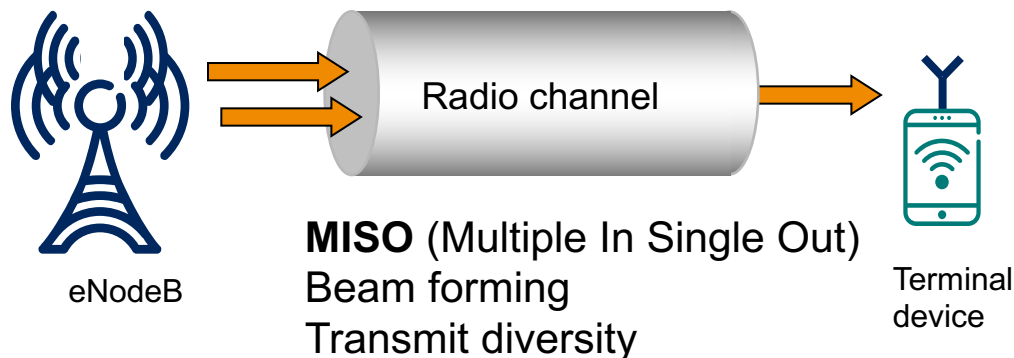 Radio channel
MISO (Multiple In Single Out)
Beam forming
Transmit diversity
eNodeB
Terminal
device